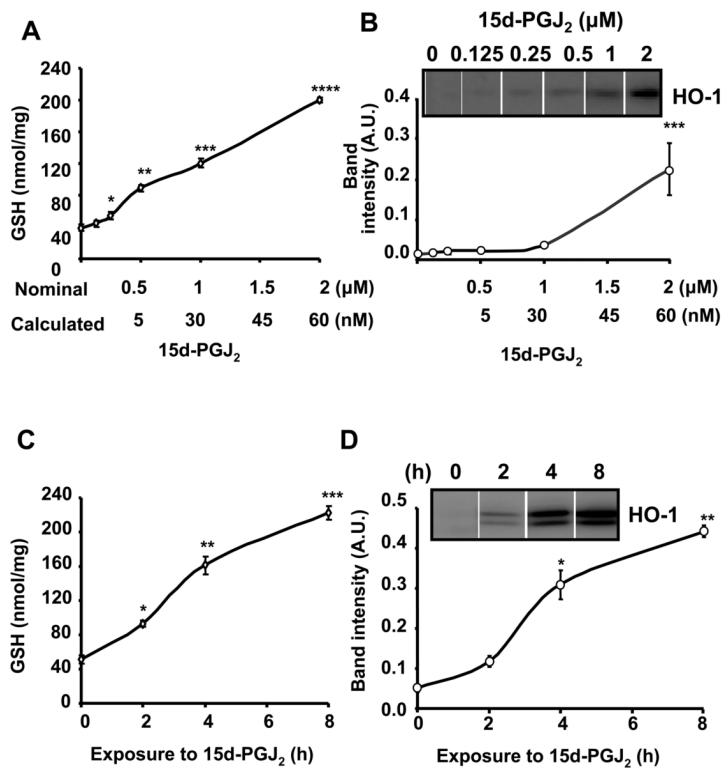 A
GSH (nmol/mg)
240
200
160
120
80
40
0
*
**
***
****
Nominal 0.5 1 1.5 2 (µM)
Calculated 5 30 45 60 (nM)
15d-PGJ2
B
15d-PGJ2 (µM)
0 0.125 0.25 0.5 1 2
HO-1
Band
intensity (A.U.)
0.4
0.2
0.2
0.0
***
0.5 1 1.5 2 (µM)
5 30 45 60 (nM)
15d-PGJ2
C
GSH (nmol/mg)
240
200
160
120
80
40
0
*
**
***
0 2 4 6 8
Exposure to 15d-PGJ2 (h)
D
(h) 0 2 4 8
HO-1
Band intensity (A.U.)
0.5
0.4
0.3
0.2
0.1
0.0
*
**
0 2 4 6 8
Exposure to 15d-PGJ2 (h)